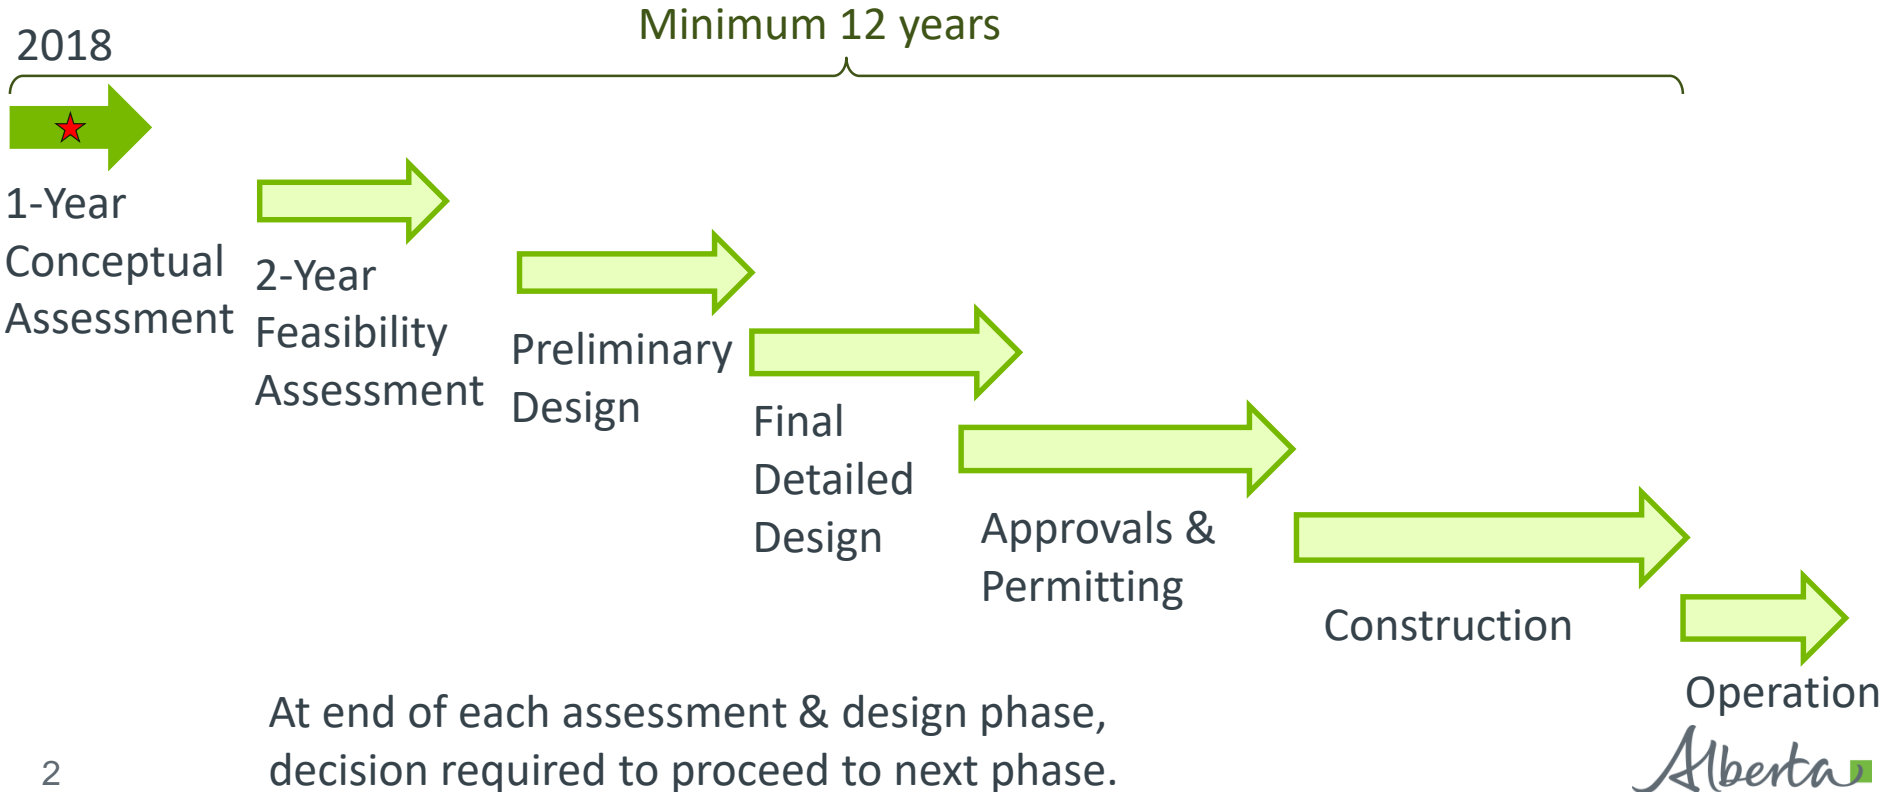 2018
Minimum 12 years
1-Year
Conceptual
Assessment
2-Year
Feasibility
Assessment
Preliminary
Design
Final
Detailed
Design
Approvals &
Permitting
Construction
Operation
At end of each assessment & design phase,
decision required to proceed to next phase.
2
Alberta